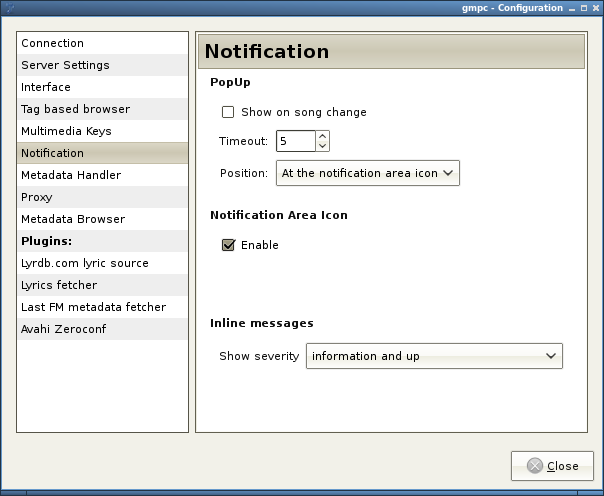 gmpc - Configuration
Connection
Server Settings
Interface
Tag based browser
Multimedia Keys
Notification
Metadata Handler
Proxy
Metadata Browser
Plugins:
Lyrdb.com lyric source
Lyrics fetcher
Last FM metadata fetcher
Avahi Zeroconf
Notification
PopUp
Show on song change
Timeout: 5
Position: At the notification area icon
Notification Area Icon
Enable
Inline messages
Show severity information and up
Close